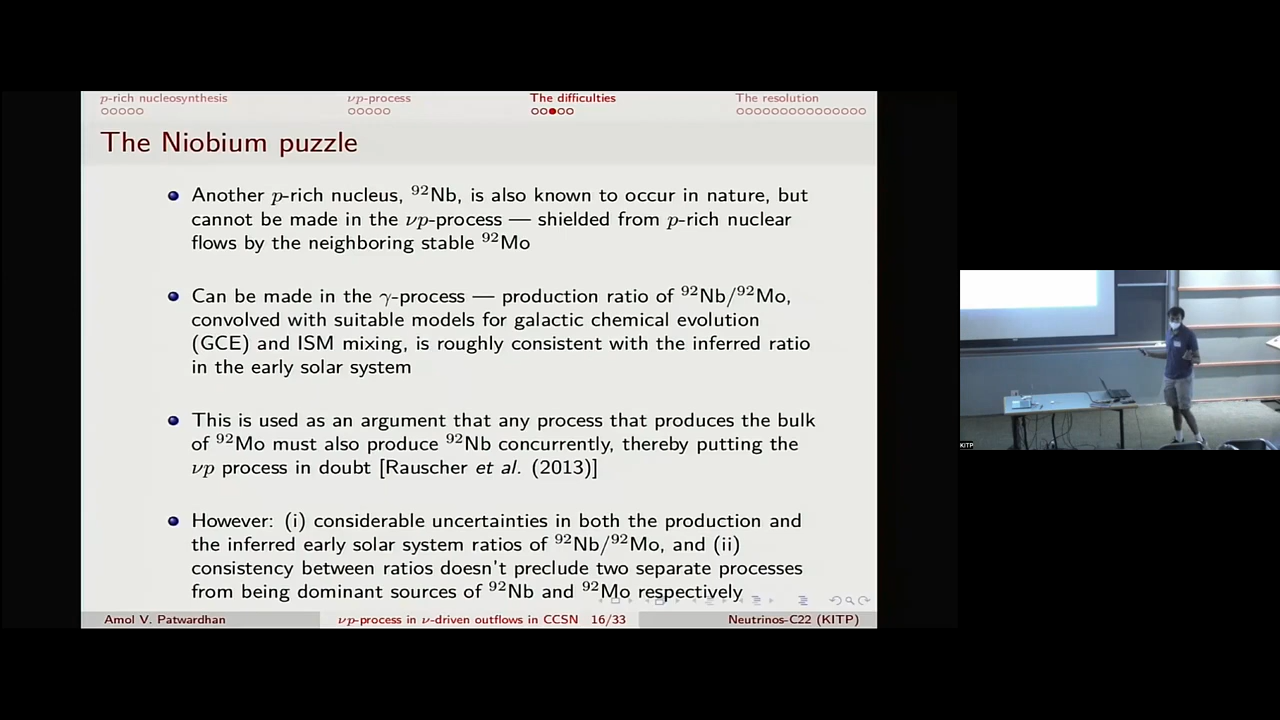 p-rich nucleosynthesis νp-process The difficulties The resolution
The Niobium puzzle
Another p-rich nucleus, ⁹²Nb, is also known to occur in nature, but
cannot be made in the νp-process — shielded from p-rich nuclear
flows by the neighboring stable ⁹²Mo
Can be made in the γ-process — production ratio of ⁹²Nb/⁹²Mo,
convolved with suitable models for galactic chemical evolution
(GCE) and ISM mixing, is roughly consistent with the inferred ratio
in the early solar system
This is used as an argument that any process that produces the bulk
of ⁹²Mo must also produce ⁹²Nb concurrently, thereby putting the
νp process in doubt [Rauscher et al. (2013)]
However: (i) considerable uncertainties in both the production and
the inferred early solar system ratios of ⁹²Nb/⁹²Mo, and (ii)
consistency between ratios doesn't preclude two separate processes
from being dominant sources of ⁹²Nb and ⁹²Mo respectively
Amol V. Patwardhan νp-process in ν-driven outflows in CCSN 16/33 Neutrinos-C22 (KITP)
KITP